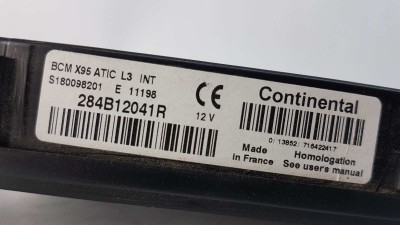 BCM X95 ATIC L3 INT
S180098201 E 11198
284B12041R
12 V
CE
Continental
0/13852/716422417
Made
in France
Homologation
See users manual